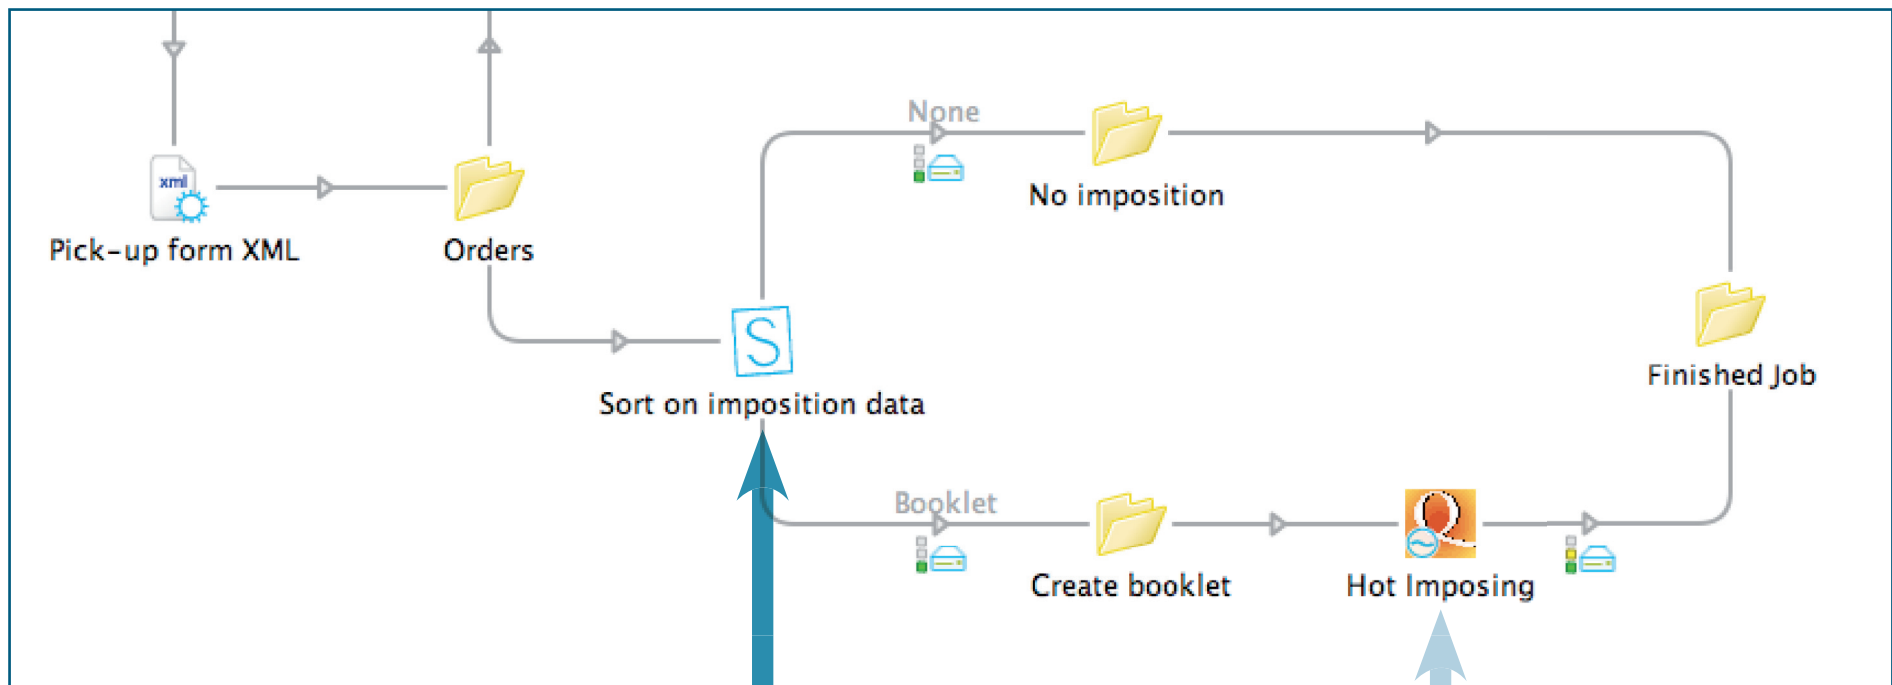 None
No imposition
xml
Pick-up form XML
Orders
S
Sort on imposition data
Finished Job
Booklet
Create booklet
Hot Imposing